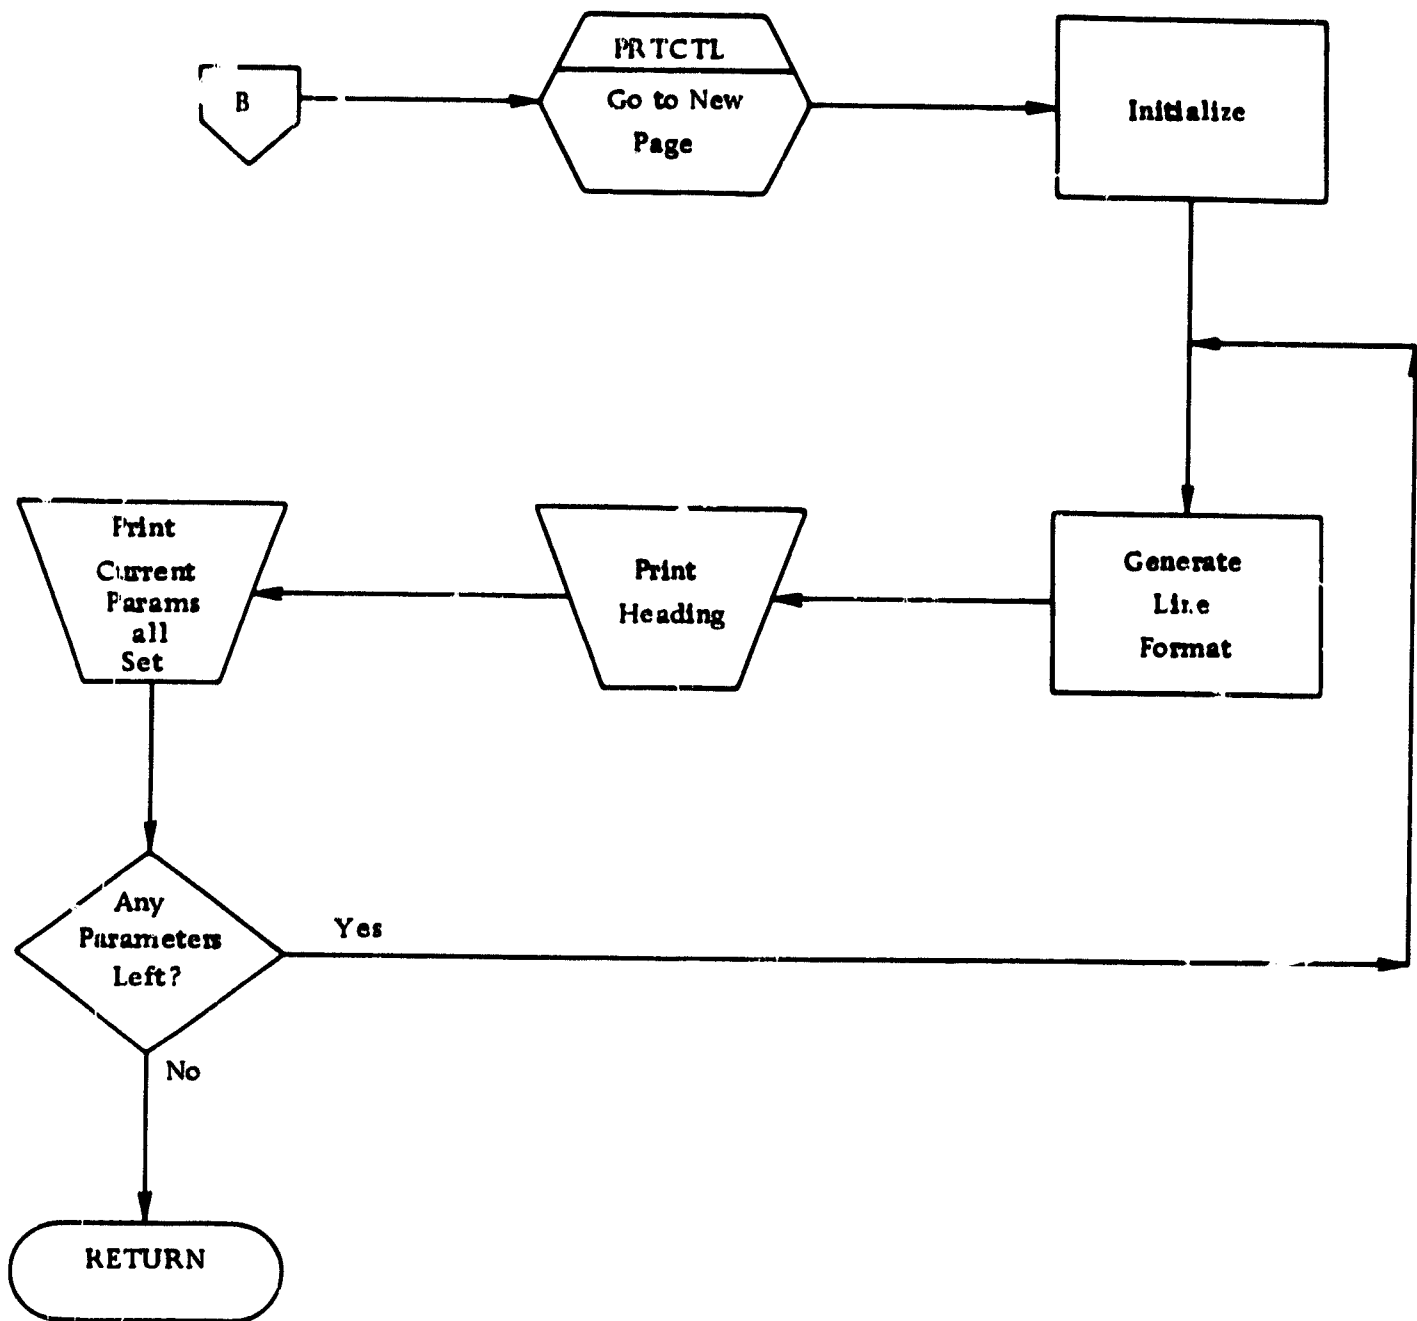 B
PRTCTL
Go to New
Page
Initialize
Generate
Line
Format
Print
Heading
Print
Current
Params
all
Set
Any
Parameters
Left?
Yes
No
RETURN